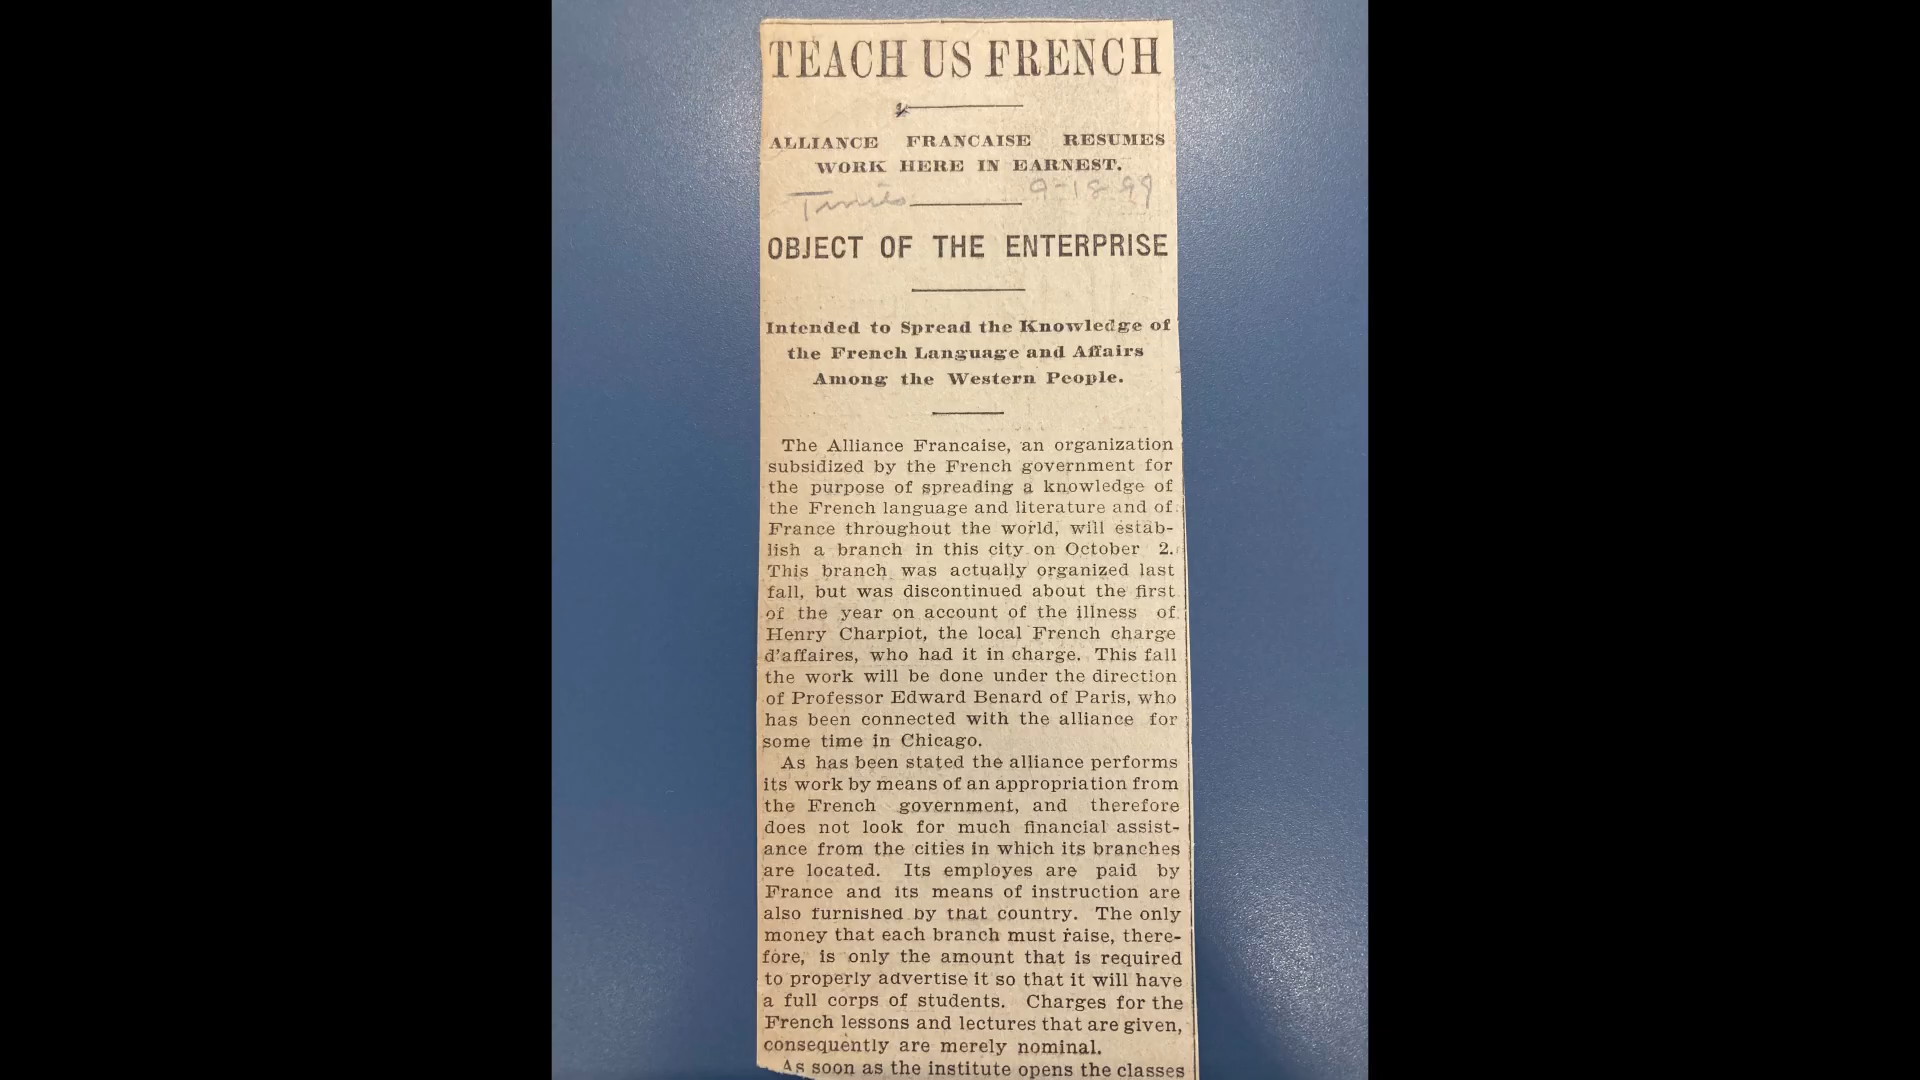 TEACH US FRENCH
ALLIANCE FRANCAISE RESUMES
WORK HERE IN EARNEST.
Times 9-18-99
OBJECT OF THE ENTERPRISE
Intended to Spread the Knowledge of
the French Language and Affairs
Among the Western People.
The Alliance Francaise, an organization
subsidized by the French government for
the purpose of spreading a knowledge of
the French language and literature and of
France throughout the world, will estab-
lish a branch in this city on October 2.
This branch was actually organized last
fall, but was discontinued about the first
of the year on account of the illness of
Henry Charpiot, the local French charge
d'affaires, who had it in charge. This fall
the work will be done under the direction
of Professor Edward Benard of Paris, who
has been connected with the alliance for
some time in Chicago.
As has been stated the alliance performs
its work by means of an appropriation from
the French government, and therefore
does not look for much financial assist-
ance from the cities in which its branches
are located. Its employes are paid by
France and its means of instruction are
also furnished by that country. The only
money that each branch must raise, there-
fore, is only the amount that is required
to properly advertise it so that it will have
a full corps of students. Charges for the
French lessons and lectures that are given,
consequently are merely nominal.
As soon as the institute opens the classes